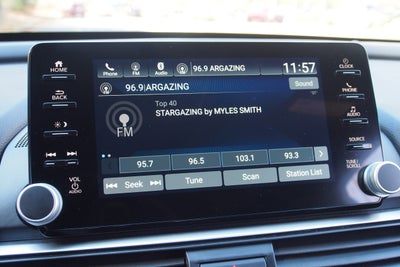 HOME
BACK
VOL
AUDIO
Phone FM Audio 96.9 ARGAZING 11:57
96.9|ARGAZING Sound
Top 40
STARGAZING by MYLES SMITH
FM
95.7 96.5 103.1 93.3
Seek Tune Scan Station List
CLOCK
PHONE
AUDIO
SOURCE
TUNE/
SCROLL